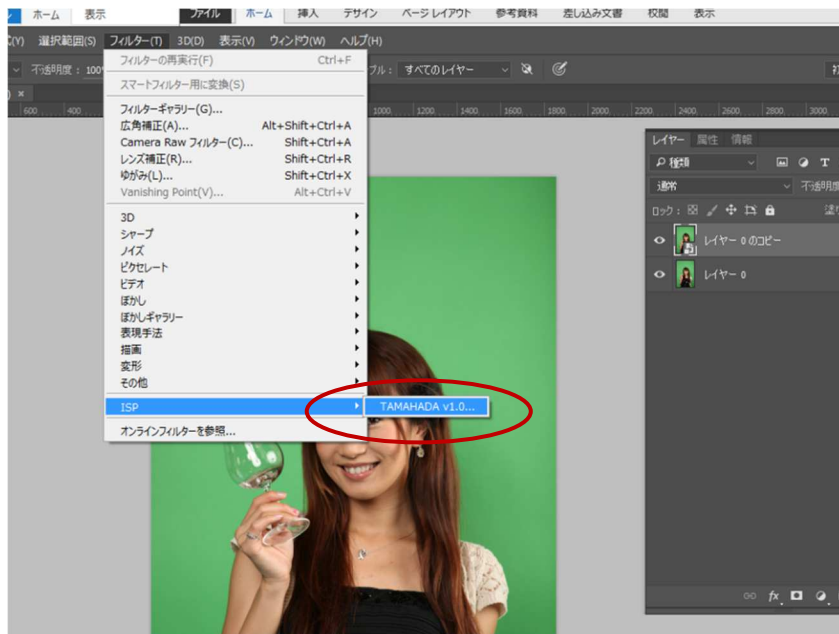 ホーム 表示 ファイル ホーム 挿入 デザイン ページ レイアウト 参考資料 差し込み文書 校閲 表示
(Y) 選択範囲(S) フィルター(T) 3D(D) 表示(V) ウィンドウ(W) ヘルプ(H)
不透明度： 100 プル： すべてのレイヤー
600 400 1000 1200 1400 1600 1800 2000 2200 2400 2600 2800 3000
フィルターの再実行(F) Ctrl+F
スマートフィルター用に変換(S)
フィルターギャラリー(G)...
広角補正(A)... Alt+Shift+Ctrl+A
Camera Raw フィルター(C)... Shift+Ctrl+A
レンズ補正(R)... Shift+Ctrl+R
ゆがみ(L)... Shift+Ctrl+X
Vanishing Point(V)... Alt+Ctrl+V
3D
シャープ
ノイズ
ピクセレート
ビデオ
ぼかし
ぼかしギャラリー
表現手法
描画
変形
その他
ISP TAMAHADA v1.0...
オンラインフィルターを参照...
レイヤー 属性 情報
種類 T
通常 不透明度
ロック： 塗り
レイヤー 0 のコピー
レイヤー 0
fx